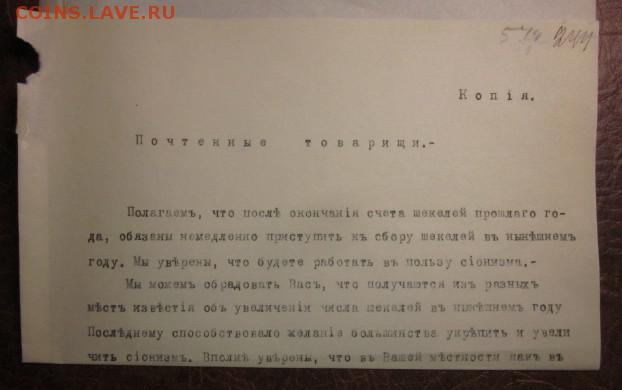 COINS.LAVE.RU
Копія.
Почтенные товарищи.-
Полагаемъ, что послѣ окончанія счета шекелей прошлаго го-
да, обязаны немедленно приступить къ сбору шекелей въ нынѣшнемъ
году. Мы увѣрены, что будете работать въ пользу сіонизма.-
Мы можемъ обрадовать Васъ, что получаются изъ разныхъ
мѣстъ извѣстія объ увеличеніи числа шекелей въ нынѣшнемъ году
Послѣднему способствовало желаніе большинства укрѣпить и увели
чить сіонизмъ. Вполнѣ увѣрены, что въ Вашей мѣстности какъ въ